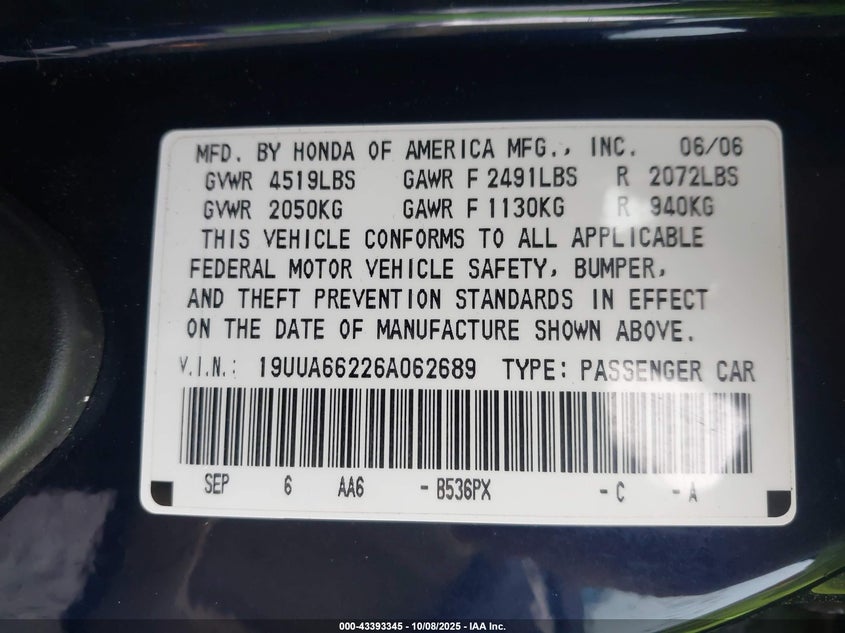 MFD. BY HONDA OF AMERICA MFG., INC. 06/06
GVWR 4519LBS GAWR F 2491LBS R 2072LBS
GVWR 2050KG GAWR F 1130KG R 940KG
THIS VEHICLE CONFORMS TO ALL APPLICABLE
FEDERAL MOTOR VEHICLE SAFETY, BUMPER,
AND THEFT PREVENTION STANDARDS IN EFFECT
ON THE DATE OF MANUFACTURE SHOWN ABOVE.
V.I.N.: 19UUA66226A062689 TYPE: PASSENGER CAR
SEP 6 AA6 - B536PX - C - A
000-43393345 - 10/08/2025 - IAA Inc.